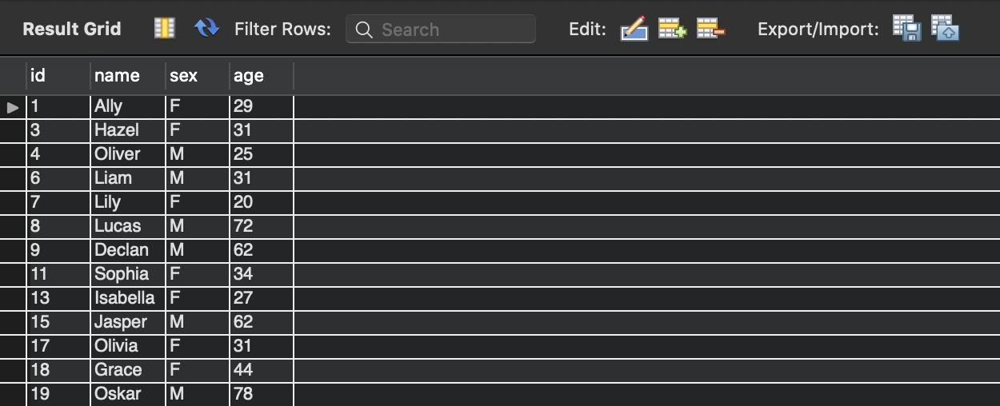 Result Grid Filter Rows: Search Edit: Export/Import:
id name sex age
1 Ally F 29
3 Hazel F 31
4 Oliver M 25
6 Liam M 31
7 Lily F 20
8 Lucas M 72
9 Declan M 62
11 Sophia F 34
13 Isabella F 27
15 Jasper M 62
17 Olivia F 31
18 Grace F 44
19 Oskar M 78